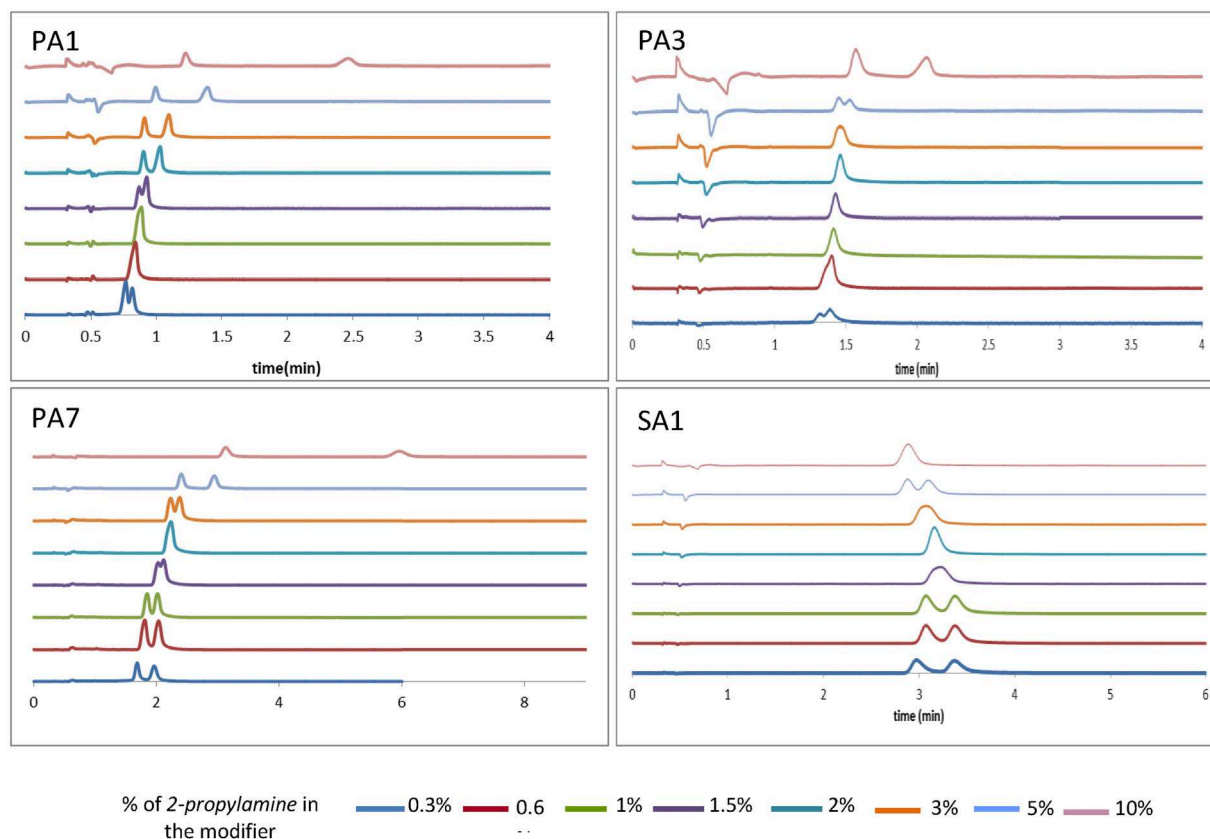 PA1
0 0.5 1 1.5 2 2.5 3 3.5 4
time(min)
PA3
0 0.5 1 1.5 2 2.5 3 3.5 4
time (min)
PA7
0 2 4 6 8
SA1
0 1 2 3 4 5 6
time (min)
% of 2-propylamine in
the modifier
0.3% 0.6 1% 1.5% 2% 3% 5% 10%